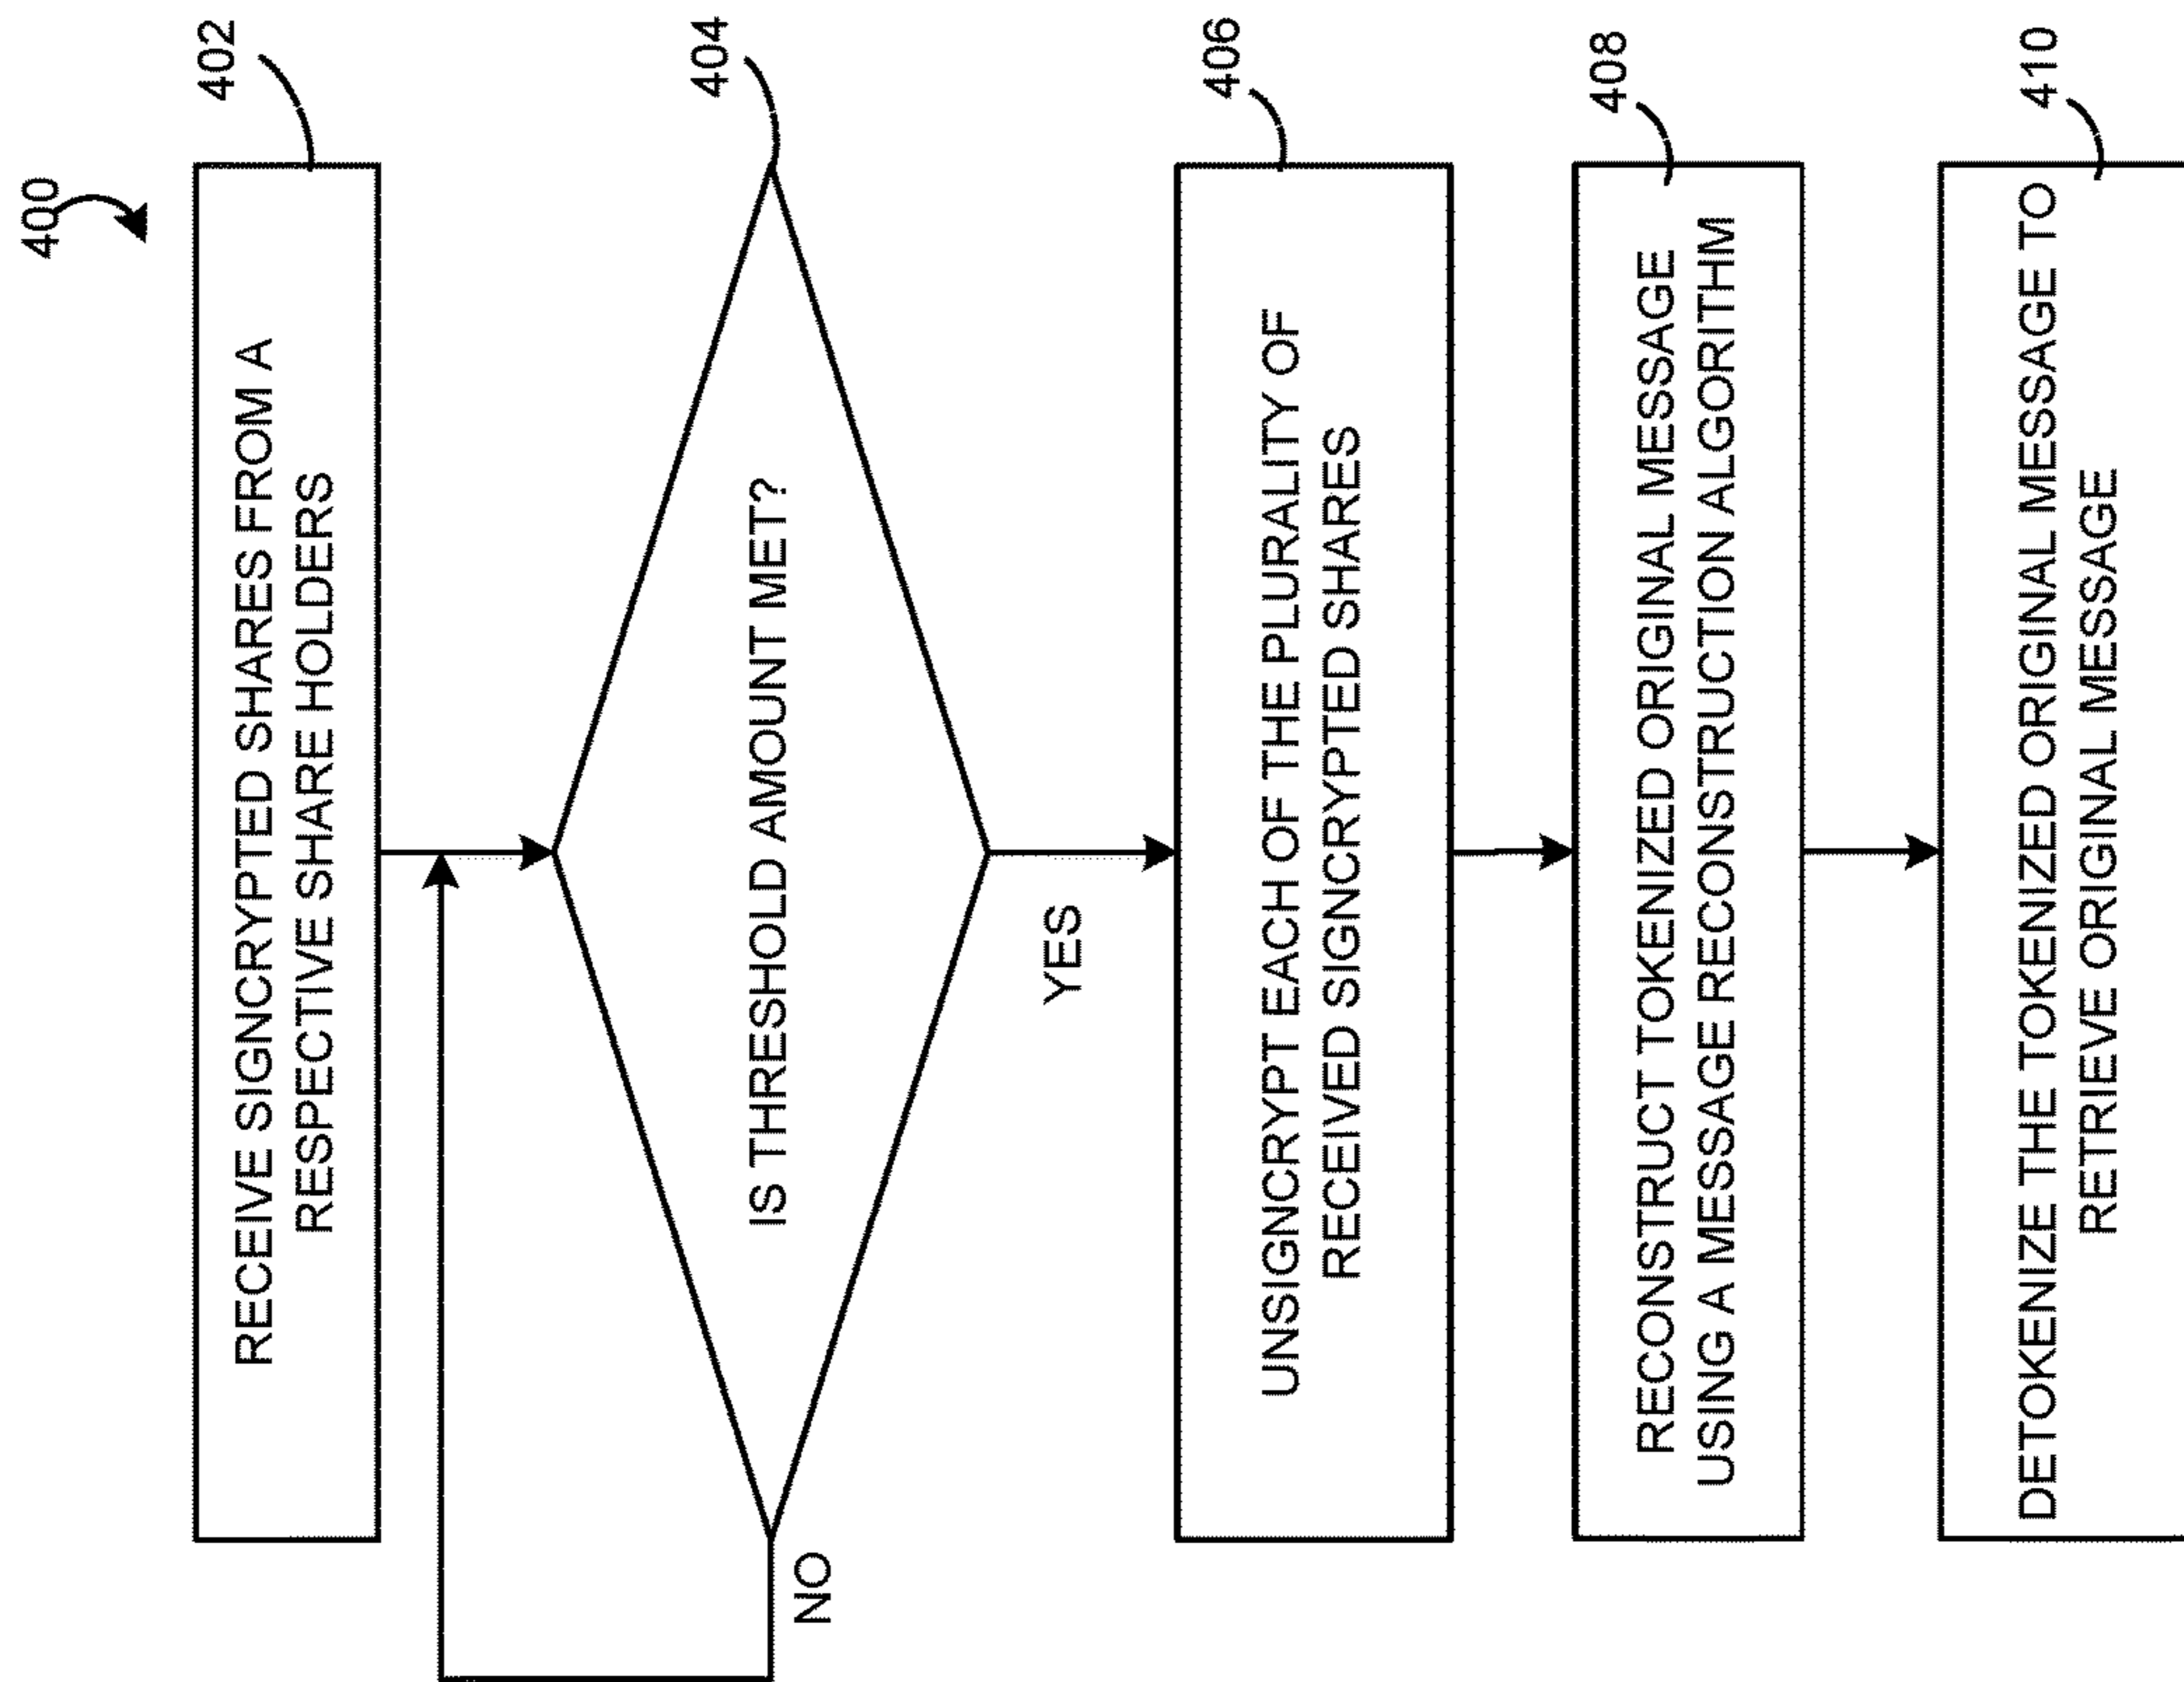 400
402
RECEIVE SIGNCRYPTED SHARES FROM A
RESPECTIVE SHARE HOLDERS
404
IS THRESHOLD AMOUNT MET?
NO
YES
406
UNSIGNCRYPT EACH OF THE PLURALITY OF
RECEIVED SIGNCRYPTED SHARES
408
RECONSTRUCT TOKENIZED ORIGINAL MESSAGE
USING A MESSAGE RECONSTRUCTION ALGORITHM
410
DETOKENIZE THE TOKENIZED ORIGINAL MESSAGE TO
RETRIEVE ORIGINAL MESSAGE